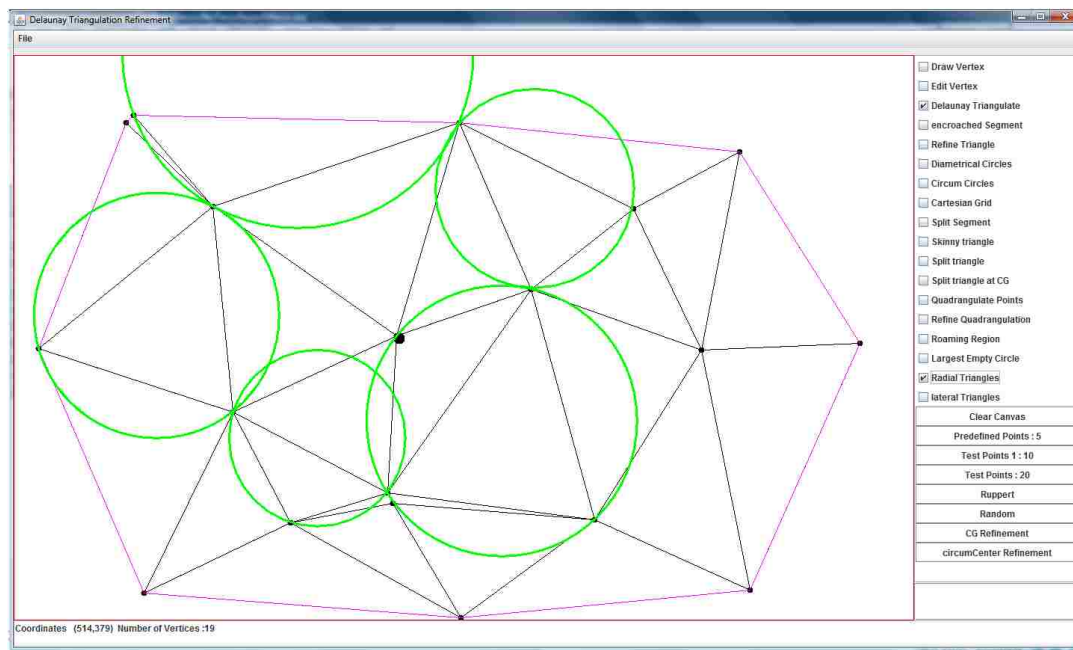 Delaunay Triangulation Refinement
File
Draw Vertex
Edit Vertex
Delaunay Triangulate
encroached Segment
Refine Triangle
Diametrical Circles
Circum Circles
Cartesian Grid
Split Segment
Skinny triangle
Split triangle
Split triangle at CG
Quadrangulate Points
Refine Quadrangulation
Roaming Region
Largest Empty Circle
Radial Triangles
lateral Triangles
Clear Canvas
Predefined Points : 5
Test Points 1 : 10
Test Points : 20
Ruppert
Random
CG Refinement
circumCenter Refinement
Coordinates (514,379) Number of Vertices :19